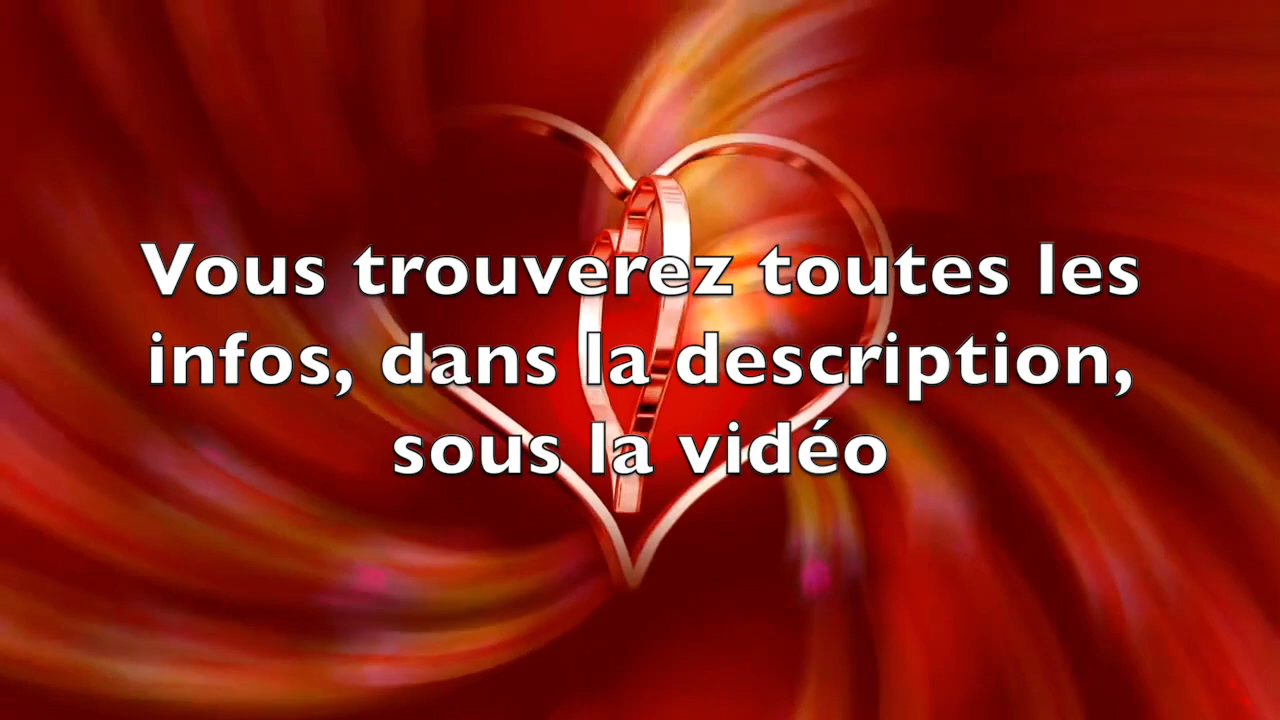 Vous trouverez toutes les
infos, dans la description,
sous la vidéo